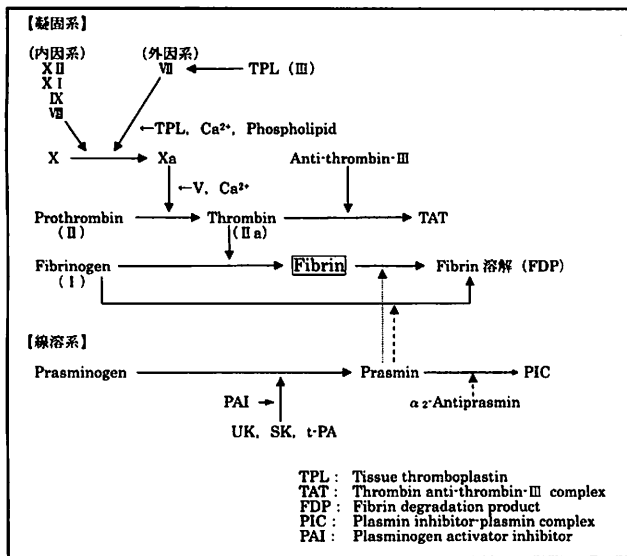 【凝固系】
(内因系) (外因系)
XII VII TPL (III)
XI
IX
VIII
←TPL, Ca²⁺, Phospholipid
X Xa Anti-thrombin-III
←V, Ca²⁺
Prothrombin Thrombin TAT
(II) (IIa)
Fibrinogen Fibrin Fibrin 溶解 (FDP)
(I)
【線溶系】
Prasminogen Prasmin PIC
PAI α₂-Antiprasmin
UK, SK, t-PA
TPL : Tissue thromboplastin
TAT : Thrombin anti-thrombin-III complex
FDP : Fibrin degradation product
PIC : Plasmin inhibitor-plasmin complex
PAI : Plasminogen activator inhibitor